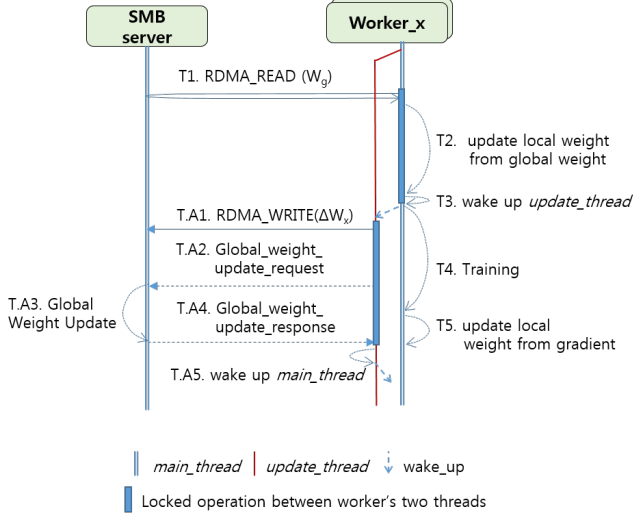 SMB
server
Worker_x
T1. RDMA_READ (Wg)
T2. update local weight
from global weight
T3. wake up update_thread
T.A1. RDMA_WRITE(ΔWx)
T.A2. Global_weight_
update_request
T4. Training
T.A3. Global
Weight Update
T.A4. Global_weight_
update_response
T5. update local
weight from gradient
T.A5. wake up main_thread
main_thread
update_thread
wake_up
Locked operation between worker's two threads